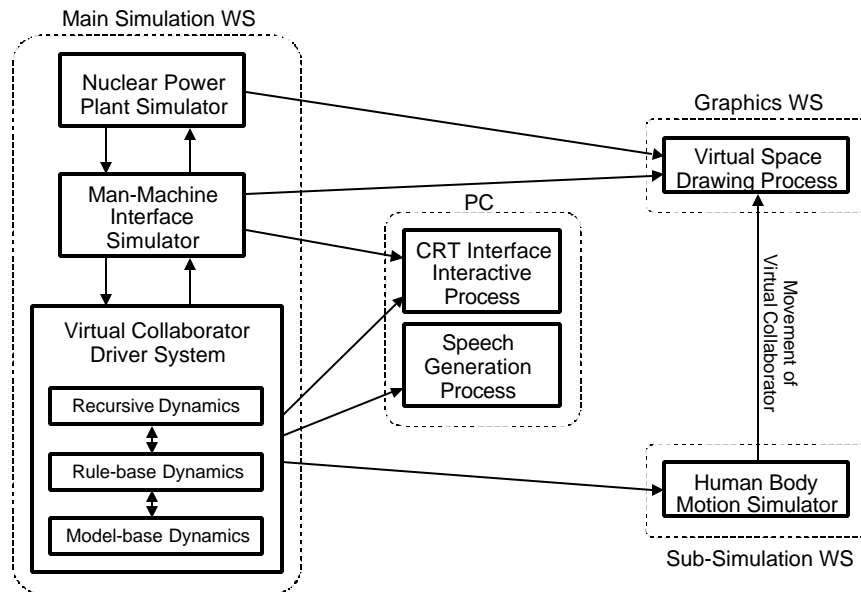 Main Simulation WS
Nuclear Power
Plant Simulator
Man-Machine
Interface
Simulator
Virtual Collaborator
Driver System
Recursive Dynamics
Rule-base Dynamics
Model-base Dynamics
PC
CRT Interface
Interactive
Process
Speech
Generation
Process
Graphics WS
Virtual Space
Drawing Process
Movement of
Virtual Collaborator
Human Body
Motion Simulator
Sub-Simulation WS